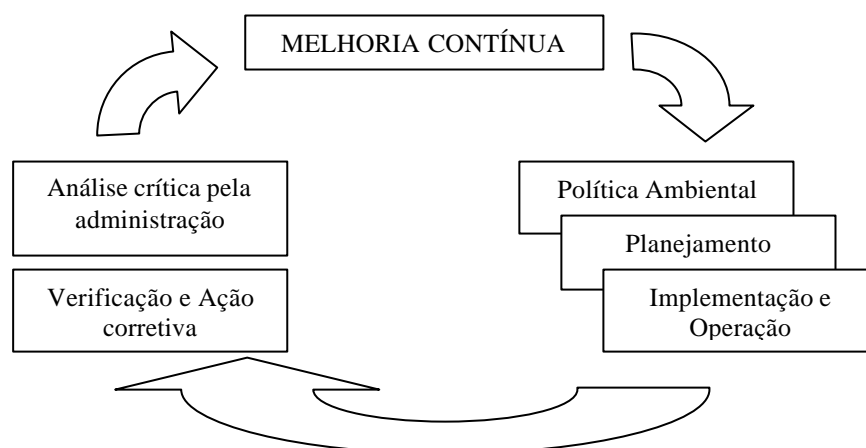 MELHORIA CONTÍNUA
Análise crítica pela
administração
Verificação e Ação
corretiva
Política Ambiental
Planejamento
Implementação e
Operação